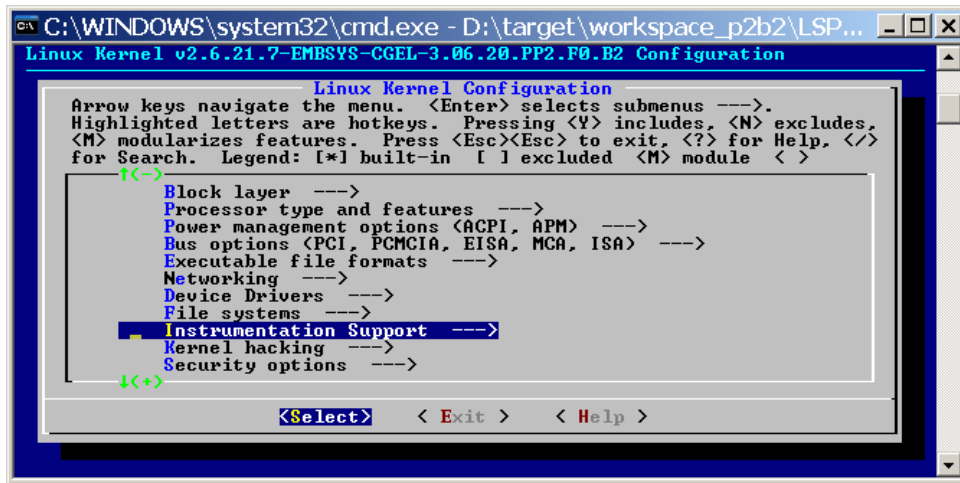 C:\WINDOWS\system32\cmd.exe - D:\target\workspace_p2b2\LSP...
Linux Kernel v2.6.21.7-EMBSYS-CGEL-3.06.20.PP2.F0.B2 Configuration
Linux Kernel Configuration
Arrow keys navigate the menu. <Enter> selects submenus --->.
Highlighted letters are hotkeys. Pressing <Y> includes, <N> excludes,
<M> modularizes features. Press <Esc><Esc> to exit, <?> for Help, </>
for Search. Legend: [*] built-in [ ] excluded <M> module < >
↑(-)
Block layer --->
Processor type and features --->
Power management options (ACPI, APM) --->
Bus options (PCI, PCMCIA, EISA, MCA, ISA) --->
Executable file formats --->
Networking --->
Device Drivers --->
File systems --->
Instrumentation Support --->
Kernel hacking --->
Security options --->
↓(+)
<Select> < Exit > < Help >